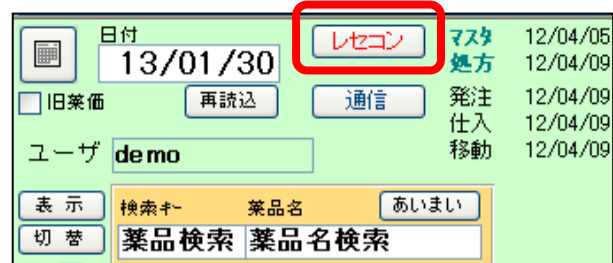 日付 レセコン マスタ 12/04/05
13/01/30 処方 12/04/09
旧薬価 再読込 通信 発注 12/04/09
仕入 12/04/09
ユーザ demo 移動 12/04/09
表示 検索キー 薬品名 あいまい
切替 薬品検索 薬品名検索